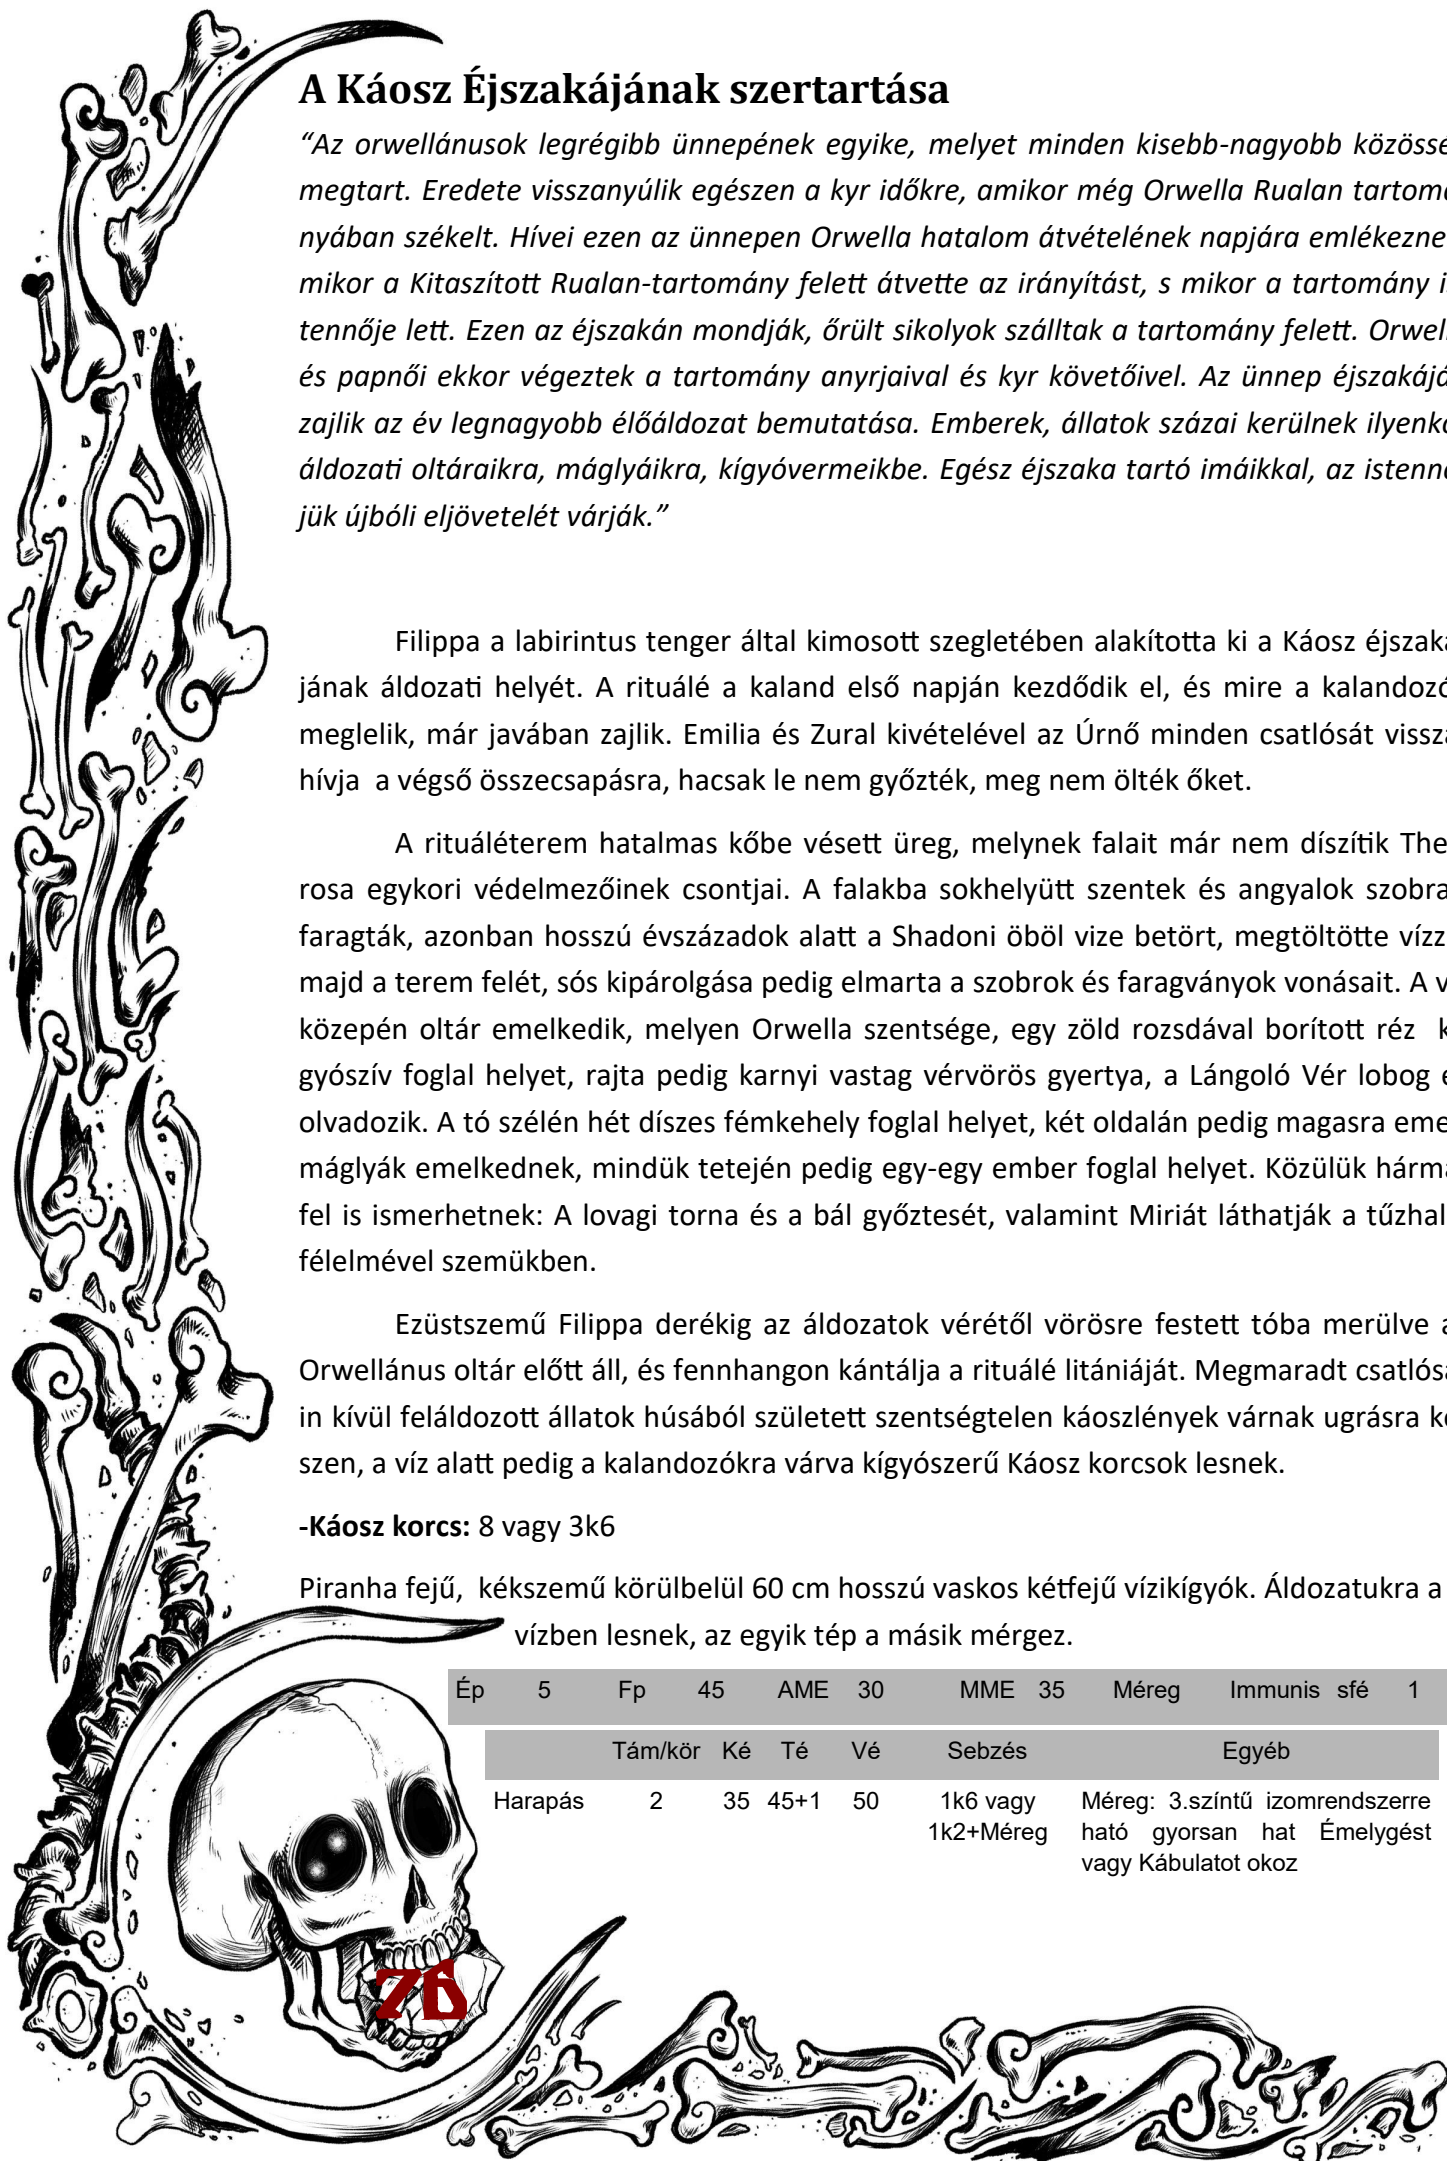 A Káosz Éjszakájának szertartása
“Az orwellánusok legrégibb ünnepének egyike, melyet minden kisebb-nagyobb közössé
megtart. Eredete visszanyúlik egészen a kyr időkre, amikor még Orwella Rualan tartomá
nyában székelt. Hívei ezen az ünnepen Orwella hatalom átvételének napjára emlékezne
mikor a Kitaszított Rualan-tartomány felett átvette az irányítást, s mikor a tartomány i
tennője lett. Ezen az éjszakán mondják, őrült sikolyok szálltak a tartomány felett. Orwell
és papnői ekkor végeztek a tartomány anyrjaival és kyr követőivel. Az ünnep éjszakájá
zajlik az év legnagyobb élőáldozat bemutatása. Emberek, állatok százai kerülnek ilyenko
áldozati oltáraikra, máglyáikra, kígyóvermeikbe. Egész éjszaka tartó imáikkal, az istenn
jük újbóli eljövetelét várják.”
Filippa a labirintus tenger által kimosott szegletében alakította ki a Káosz éjszaká
jának áldozati helyét. A rituálé a kaland első napján kezdődik el, és mire a kalandozó
meglelik, már javában zajlik. Emilia és Zural kivételével az Úrnő minden csatlósát vissza
hívja a végső összecsapásra, hacsak le nem győzték, meg nem ölték őket.
A rituáléterem hatalmas kőbe vésett üreg, melynek falait már nem díszítik The
rosa egykori védelmezőinek csontjai. A falakba sokhelyütt szentek és angyalok szobra
faragták, azonban hosszú évszázadok alatt a Shadoni öböl vize betört, megtöltötte vízz
majd a terem felét, sós kipárolgása pedig elmarta a szobrok és faragványok vonásait. A v
közepén oltár emelkedik, melyen Orwella szentsége, egy zöld rozsdával borított réz k
gyószív foglal helyet, rajta pedig karnyi vastag vérvörös gyertya, a Lángoló Vér lobog é
olvadozik. A tó szélén hét díszes fémkehely foglal helyet, két oldalán pedig magasra eme
máglyák emelkednek, mindük tetején pedig egy-egy ember foglal helyet. Közülük hárma
fel is ismerhetnek: A lovagi torna és a bál győztesét, valamint Miriát láthatják a tűzhal
félelmével szemükben.
Ezüstszemű Filippa derékig az áldozatok vérétől vörösre festett tóba merülve a
Orwellánus oltár előtt áll, és fennhangon kántálja a rituálé litániáját. Megmaradt csatlósa
in kívül feláldozott állatok húsából született szentségtelen káoszlények várnak ugrásra ké
szen, a víz alatt pedig a kalandozókra várva kígyószerű Káosz korcsok lesnek.
-Káosz korcs: 8 vagy 3k6
Piranha fejű, kékszemű körülbelül 60 cm hosszú vaskos kétfejű vízikígyók. Áldozatukra a
vízben lesnek, az egyik tép a másik mérgez.
Ép 5 Fp 45 AME 30 MME 35 Méreg Immunis sfé 1
Tám/kör Ké Té Vé Sebzés Egyéb
Harapás 2 35 45+1 50 1k6 vagy Méreg: 3.színtű izomrendszerre
1k2+Méreg ható gyorsan hat Émelygést
vagy Kábulatot okoz
76